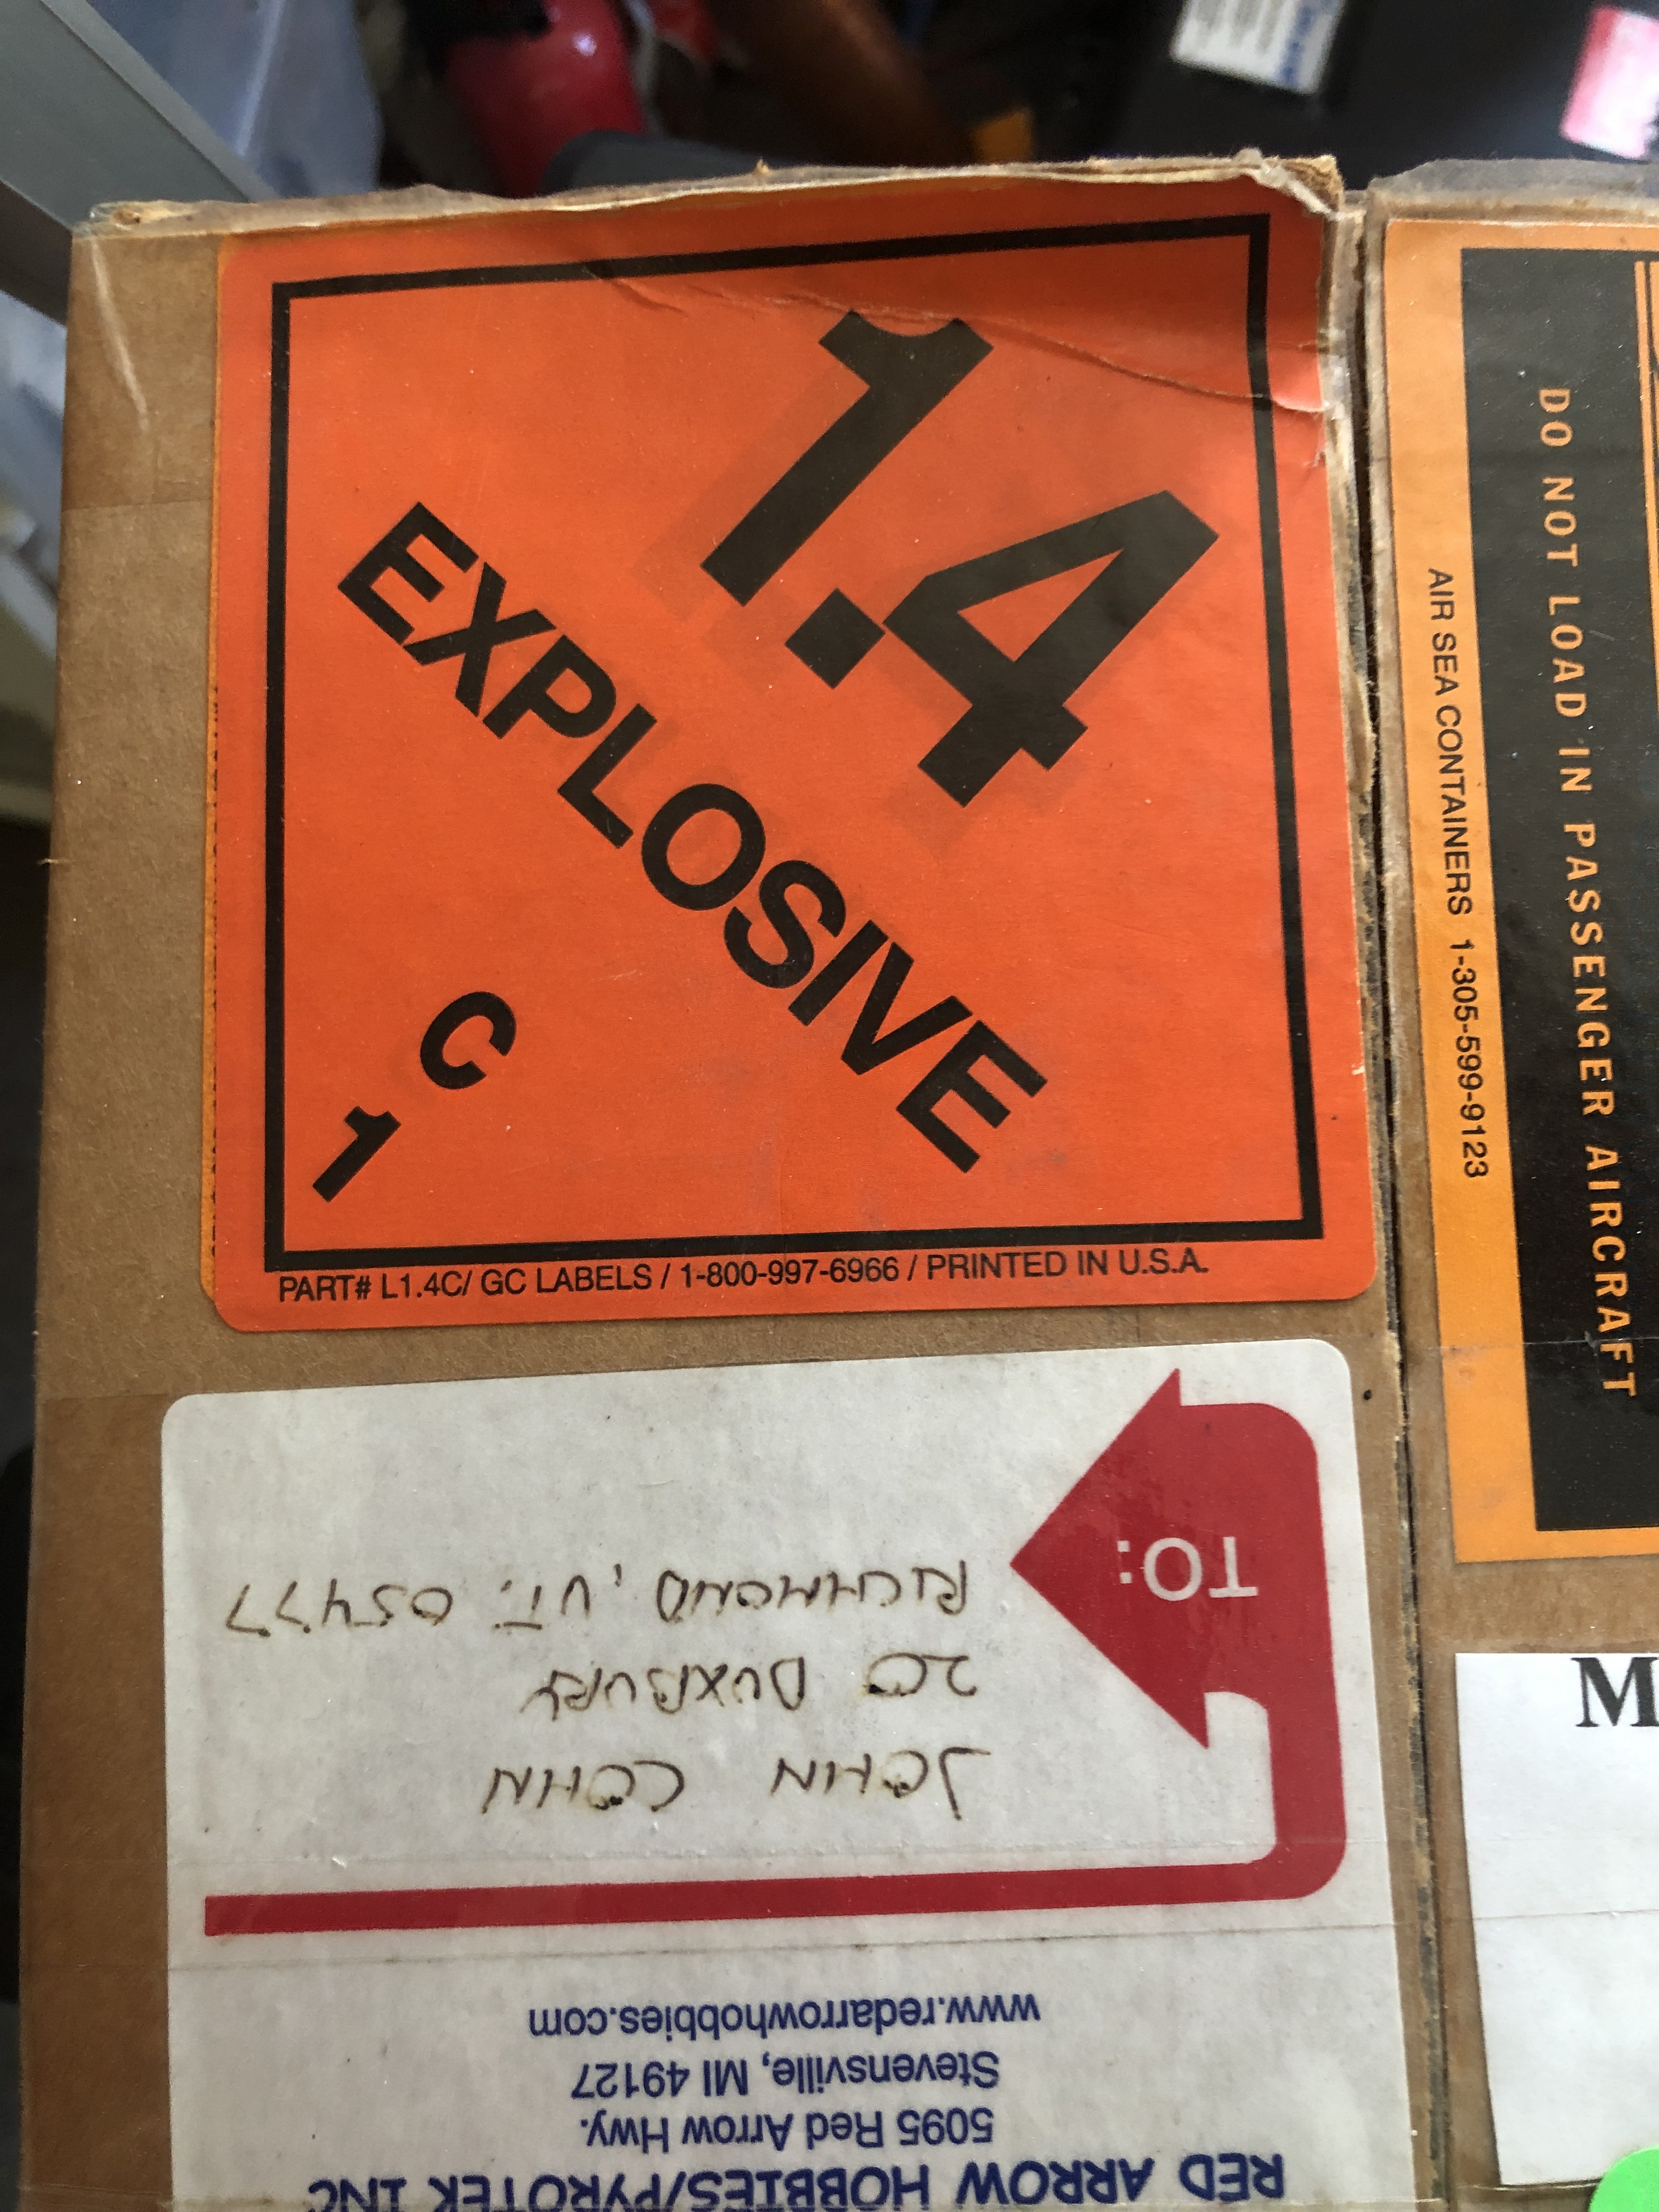 1.4
EXPLOSIVE
C
1
PART# L1.4C/ GC LABELS / 1-800-997-6966 / PRINTED IN U.S.A.
DO NOT LOAD IN PASSENGER AIRCRAFT
AIR SEA CONTAINERS 1-305-599-9123
RED ARROW HOBBIES/PYROTEK INC
5095 Red Arrow Hwy.
Stevensville, MI 49127
www.redarrowhobbies.com
TO:
JOHN COHN
20 DUXBURY
RICHMOND, VT. 05477
M